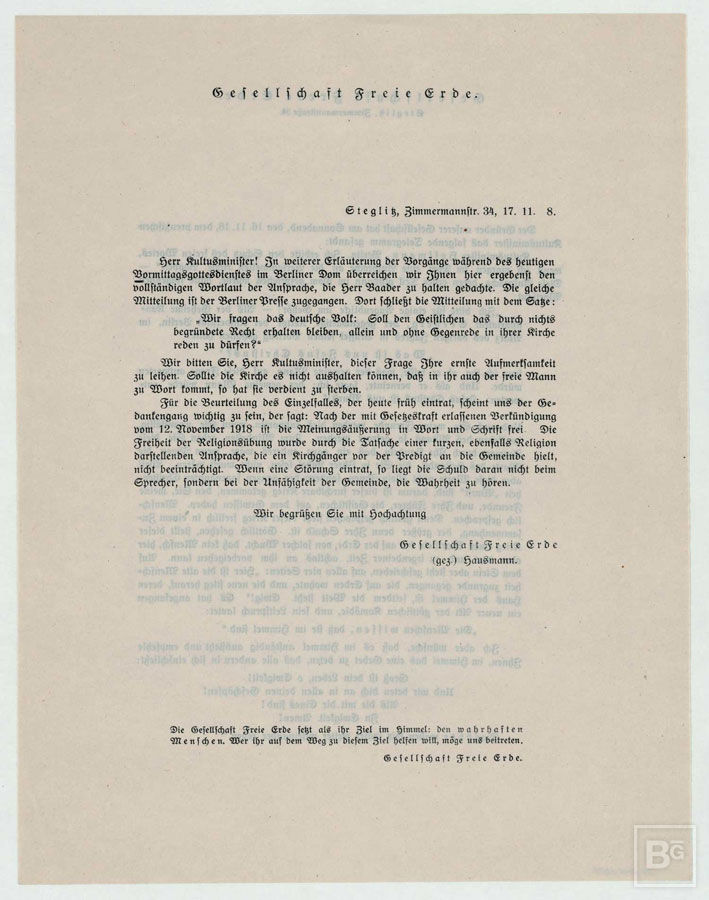 Gesellschaft Freie Erde.
Steglitz, Zimmermannstr. 34, 17. 11. 8.
Herr Kultusminister! In weiterer Erläuterung der Vorgänge während des heutigen
Vormittagsgottesdienstes im Berliner Dom überreichen wir Ihnen hier ergebenst den
vollständigen Wortlaut der Ansprache, die Herr Baader zu halten gedachte. Die gleiche
Mitteilung ist der Berliner Presse zugegangen. Dort schließt die Mitteilung mit dem Satze:
„Wir fragen das deutsche Volk: Soll den Geistlichen das durch nichts
begründete Recht erhalten bleiben, allein und ohne Gegenrede in ihrer Kirche
reden zu dürfen?“
Wir bitten Sie, Herr Kultusminister, dieser Frage Ihre ernste Aufmerksamkeit
zu leihen. Sollte die Kirche es nicht aushalten können, daß in ihr auch der freie Mann
zu Wort kommt, so hat sie verdient zu sterben.
Für die Beurteilung des Einzelfalles, der heute früh eintrat, scheint uns der Ge-
dankengang wichtig zu sein, der sagt: Nach der mit Gesetzeskraft erlassenen Verkündigung
vom 12. November 1918 ist die Meinungsäußerung in Wort und Schrift frei. Die
Freiheit der Religionsübung wurde durch die Tatsache einer kurzen, ebenfalls Religion
darstellenden Ansprache, die ein Kirchgänger vor der Predigt an die Gemeinde hielt,
nicht beeinträchtigt. Wenn eine Störung eintrat, so liegt die Schuld daran nicht beim
Sprecher, sondern bei der Unfähigkeit der Gemeinde, die Wahrheit zu hören.
Wir begrüßen Sie mit Hochachtung
Gesellschaft Freie Erde
(gez.) Hausmann.
Die Gesellschaft Freie Erde setzt als ihr Ziel im Himmel: den wahrhaften
Menschen. Wer ihr auf dem Weg zu diesem Ziel helfen will, möge uns beitreten.
Gesellschaft Freie Erde.
BG